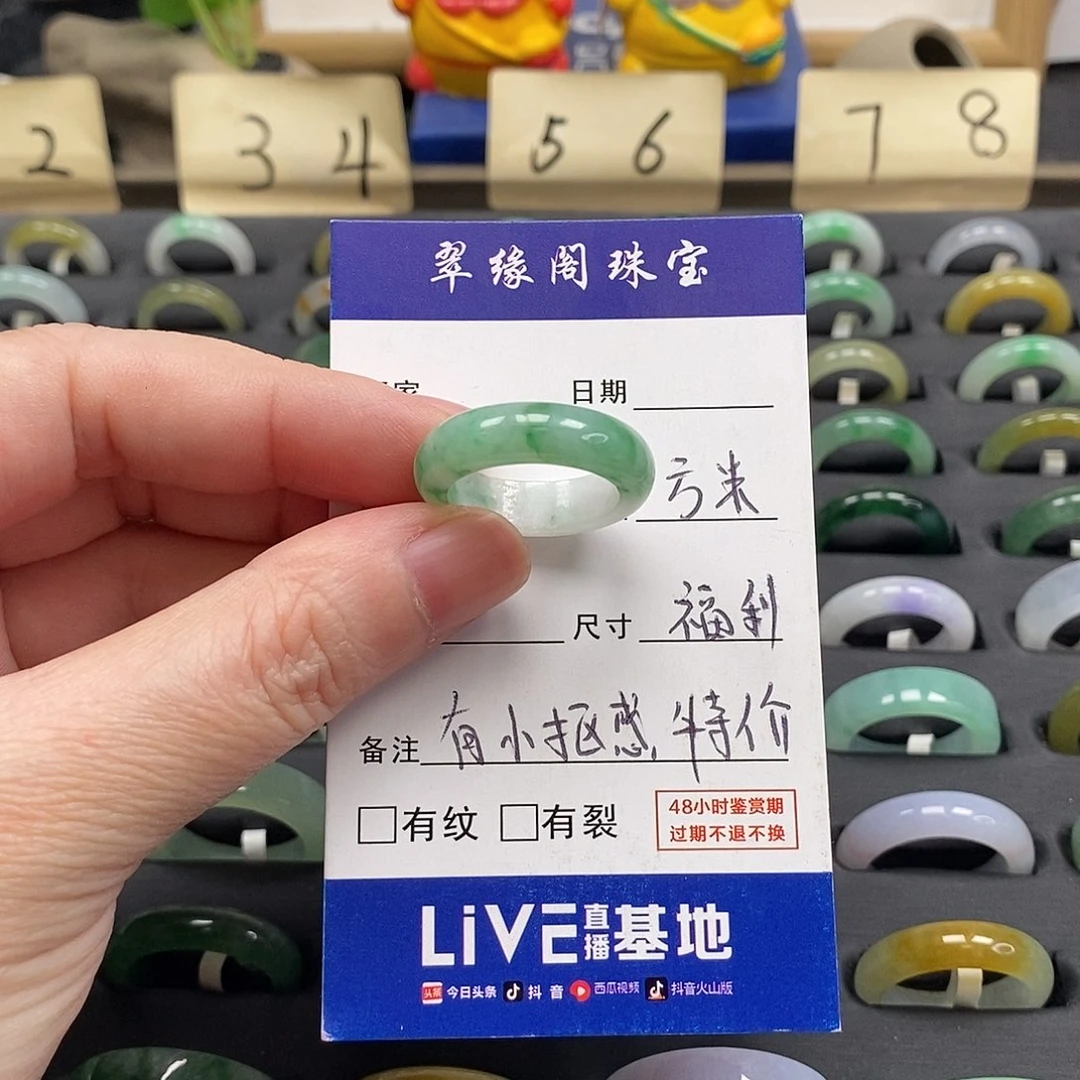 2
3 4
5 6
7 8
翠缘阁珠宝
家 日期
亏米
尺寸 福利
备注 有小抠感,特价
□有纹 □有裂
48小时鉴赏期
过期不退不换
LiVE直播基地
头条 今日头条 抖音 西瓜视频 抖音火山版